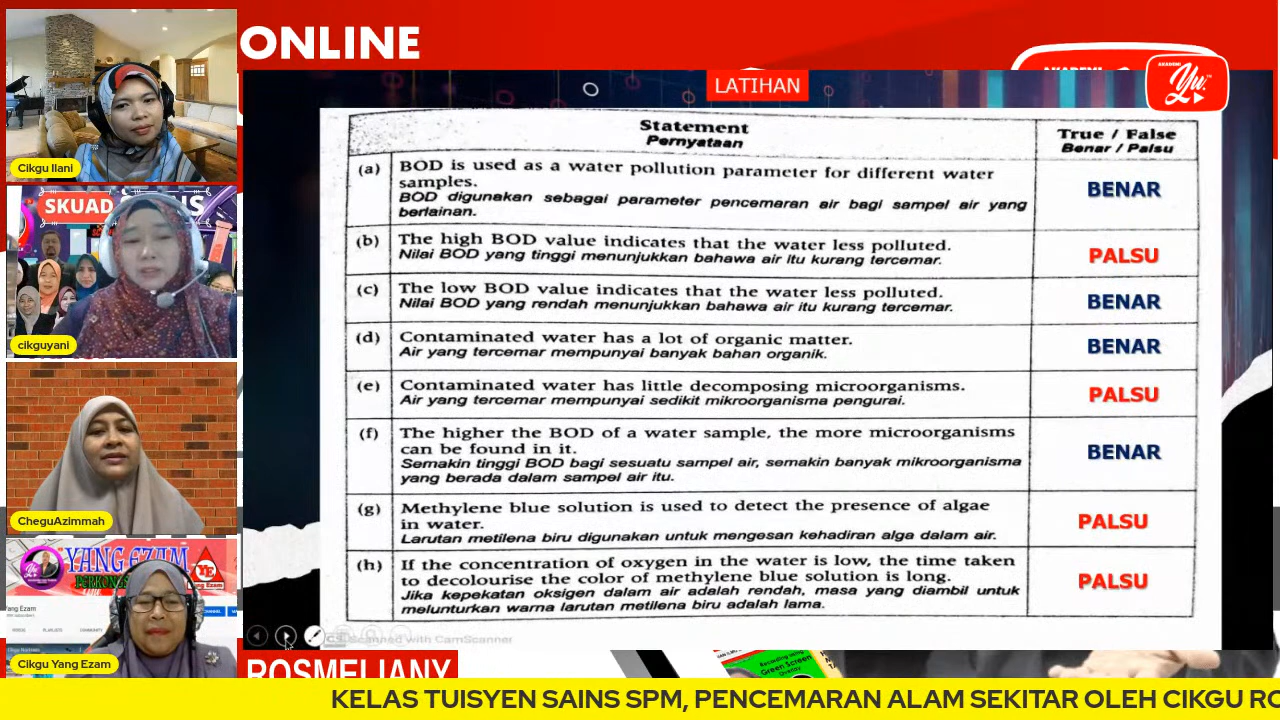 ONLINE
AKADEMI
Yu
LATIHAN
Statement
Pernyataan
True / False
Benar / Palsu
(a) BOD is used as a water pollution parameter for different water
samples.
BOD digunakan sebagai parameter pencemaran air bagi sampel air yang
berlainan.
BENAR
(b) The high BOD value indicates that the water less polluted.
Nilai BOD yang tinggi menunjukkan bahawa air itu kurang tercemar.
PALSU
(c) The low BOD value indicates that the water less polluted.
Nilai BOD yang rendah menunjukkan bahawa air itu kurang tercemar.
BENAR
(d) Contaminated water has a lot of organic matter.
Air yang tercemar mempunyai banyak bahan organik.
BENAR
(e) Contaminated water has little decomposing microorganisms.
Air yang tercemar mempunyai sedikit mikroorganisma pengurai.
PALSU
(f) The higher the BOD of a water sample, the more microorganisms
can be found in it.
Semakin tinggi BOD bagi sesuatu sampel air, semakin banyak mikroorganisma
yang berada dalam sampel air itu.
BENAR
(g) Methylene blue solution is used to detect the presence of algae
in water.
Larutan metilena biru digunakan untuk mengesan kehadiran alga dalam air.
PALSU
(h) If the concentration of oxygen in the water is low, the time taken
to decolourise the color of methylene blue solution is long.
Jika kepekatan oksigen dalam air adalah rendah, masa yang diambil untuk
melunturkan warna larutan metilena biru adalah lama.
PALSU
CS Scanned with CamScanner
Cikgu Ilani
SKUAD
cikguyani
CheguAzimmah
YANG EZAM
YE
Yang Ezam
Cikgu Yang Ezam
ROSMELIANY
Recording using
Green Screen
KELAS TUISYEN SAINS SPM, PENCEMARAN ALAM SEKITAR OLEH CIKGU RO